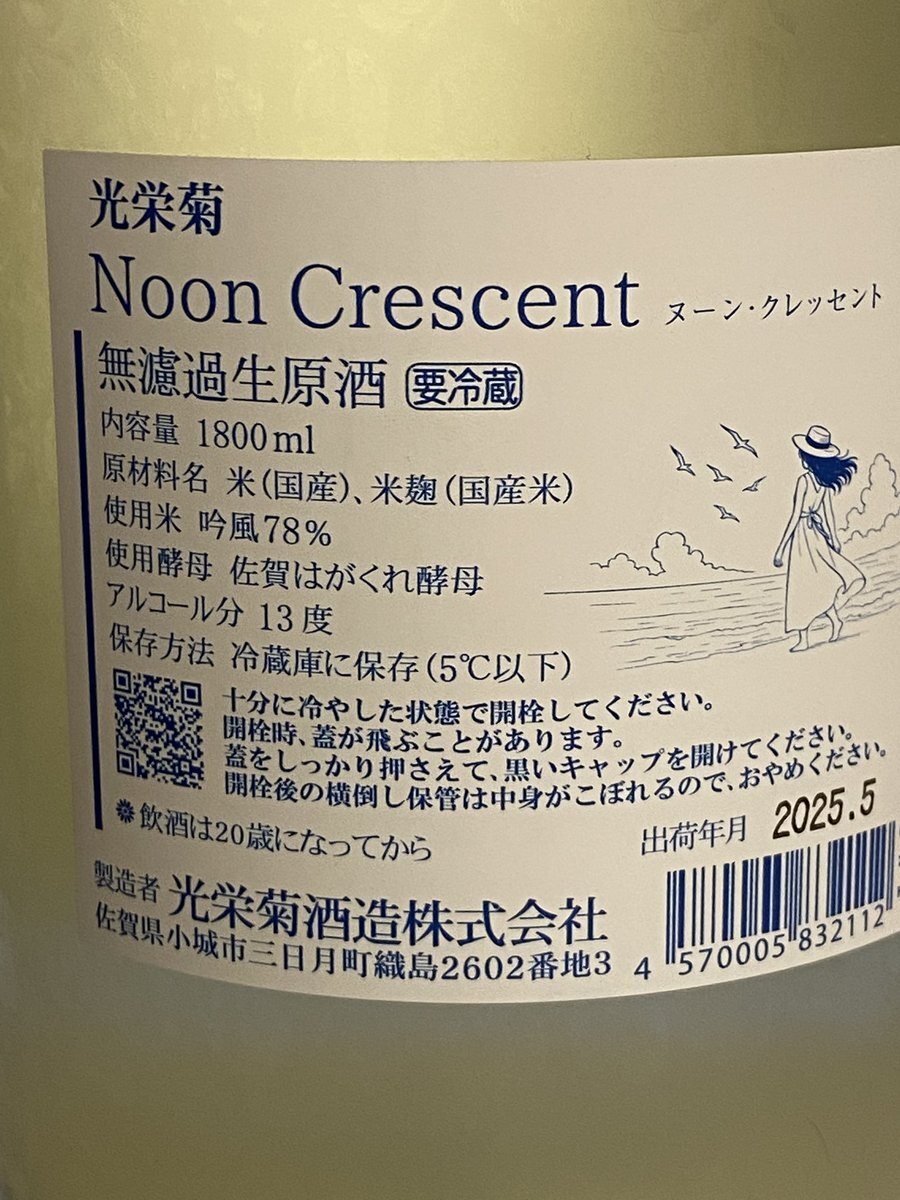 光栄菊
Noon Crescent ヌーン・クレッセント
無濾過生原酒 要冷蔵
内容量 1800ml
原材料名 米(国産)、米麹(国産米)
使用米 吟風78%
使用酵母 佐賀はがくれ酵母
アルコール分 13度
保存方法 冷蔵庫に保存(5℃以下)
十分に冷やした状態で開栓してください。
開栓時、蓋が飛ぶことがあります。
蓋をしっかり押さえて、黒いキャップを開けてください。
開栓後の横倒し保管は中身がこぼれるので、おやめください。
飲酒は20歳になってから
出荷年月 2025.5
製造者 光栄菊酒造株式会社
佐賀県小城市三日月町織島2602番地3
4 570005 832112